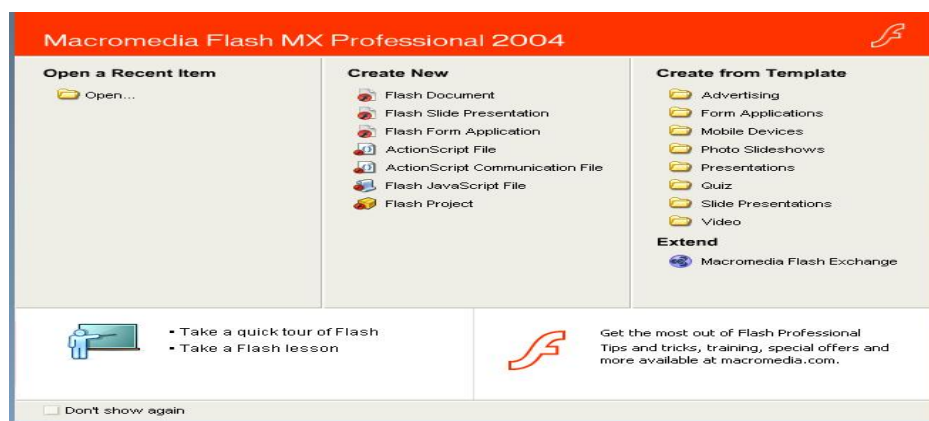 Macromedia Flash MX Professional 2004
Open a Recent Item
Open...
Create New
Flash Document
Flash Slide Presentation
Flash Form Application
ActionScript File
ActionScript Communication File
Flash JavaScript File
Flash Project
Create from Template
Advertising
Form Applications
Mobile Devices
Photo Slideshows
Presentations
Quiz
Slide Presentations
Video
Extend
Macromedia Flash Exchange
▪ Take a quick tour of Flash
▪ Take a Flash lesson
Get the most out of Flash Professional
Tips and tricks, training, special offers and
more available at macromedia.com.
Don't show again